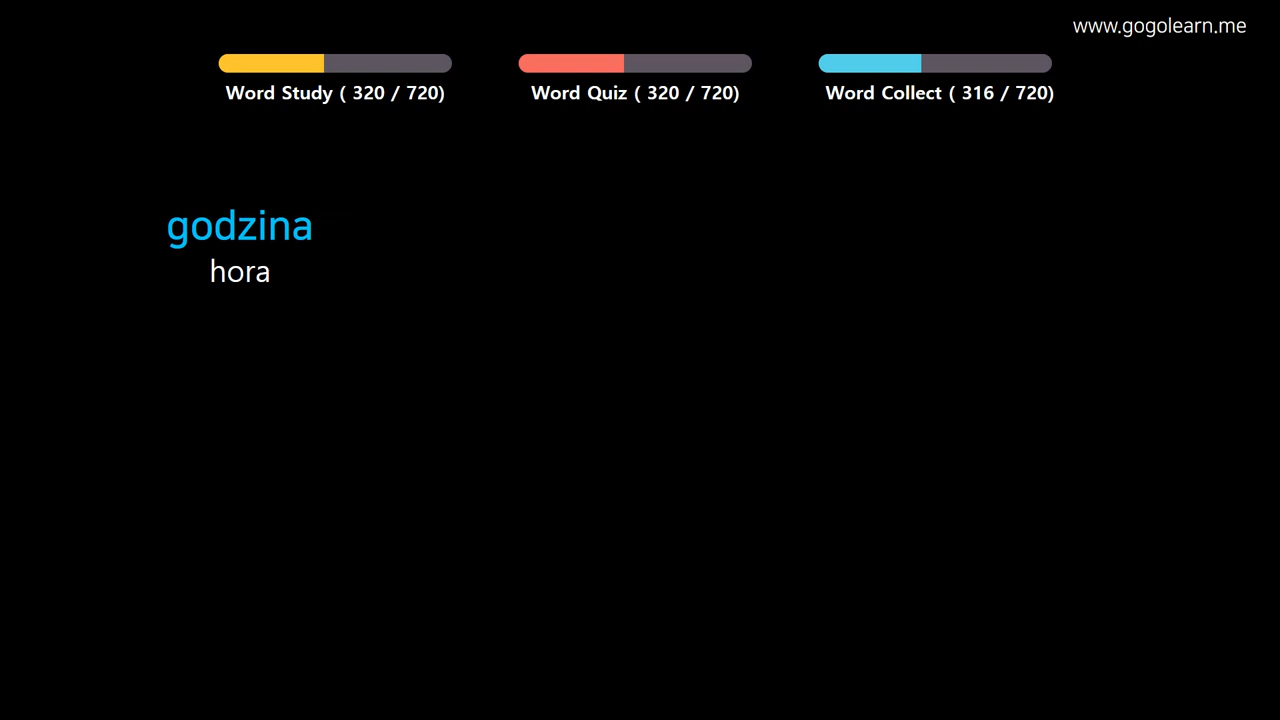 www.gogolearn.me
Word Study ( 320 / 720)
Word Quiz ( 320 / 720)
Word Collect ( 316 / 720)
godzina
hora